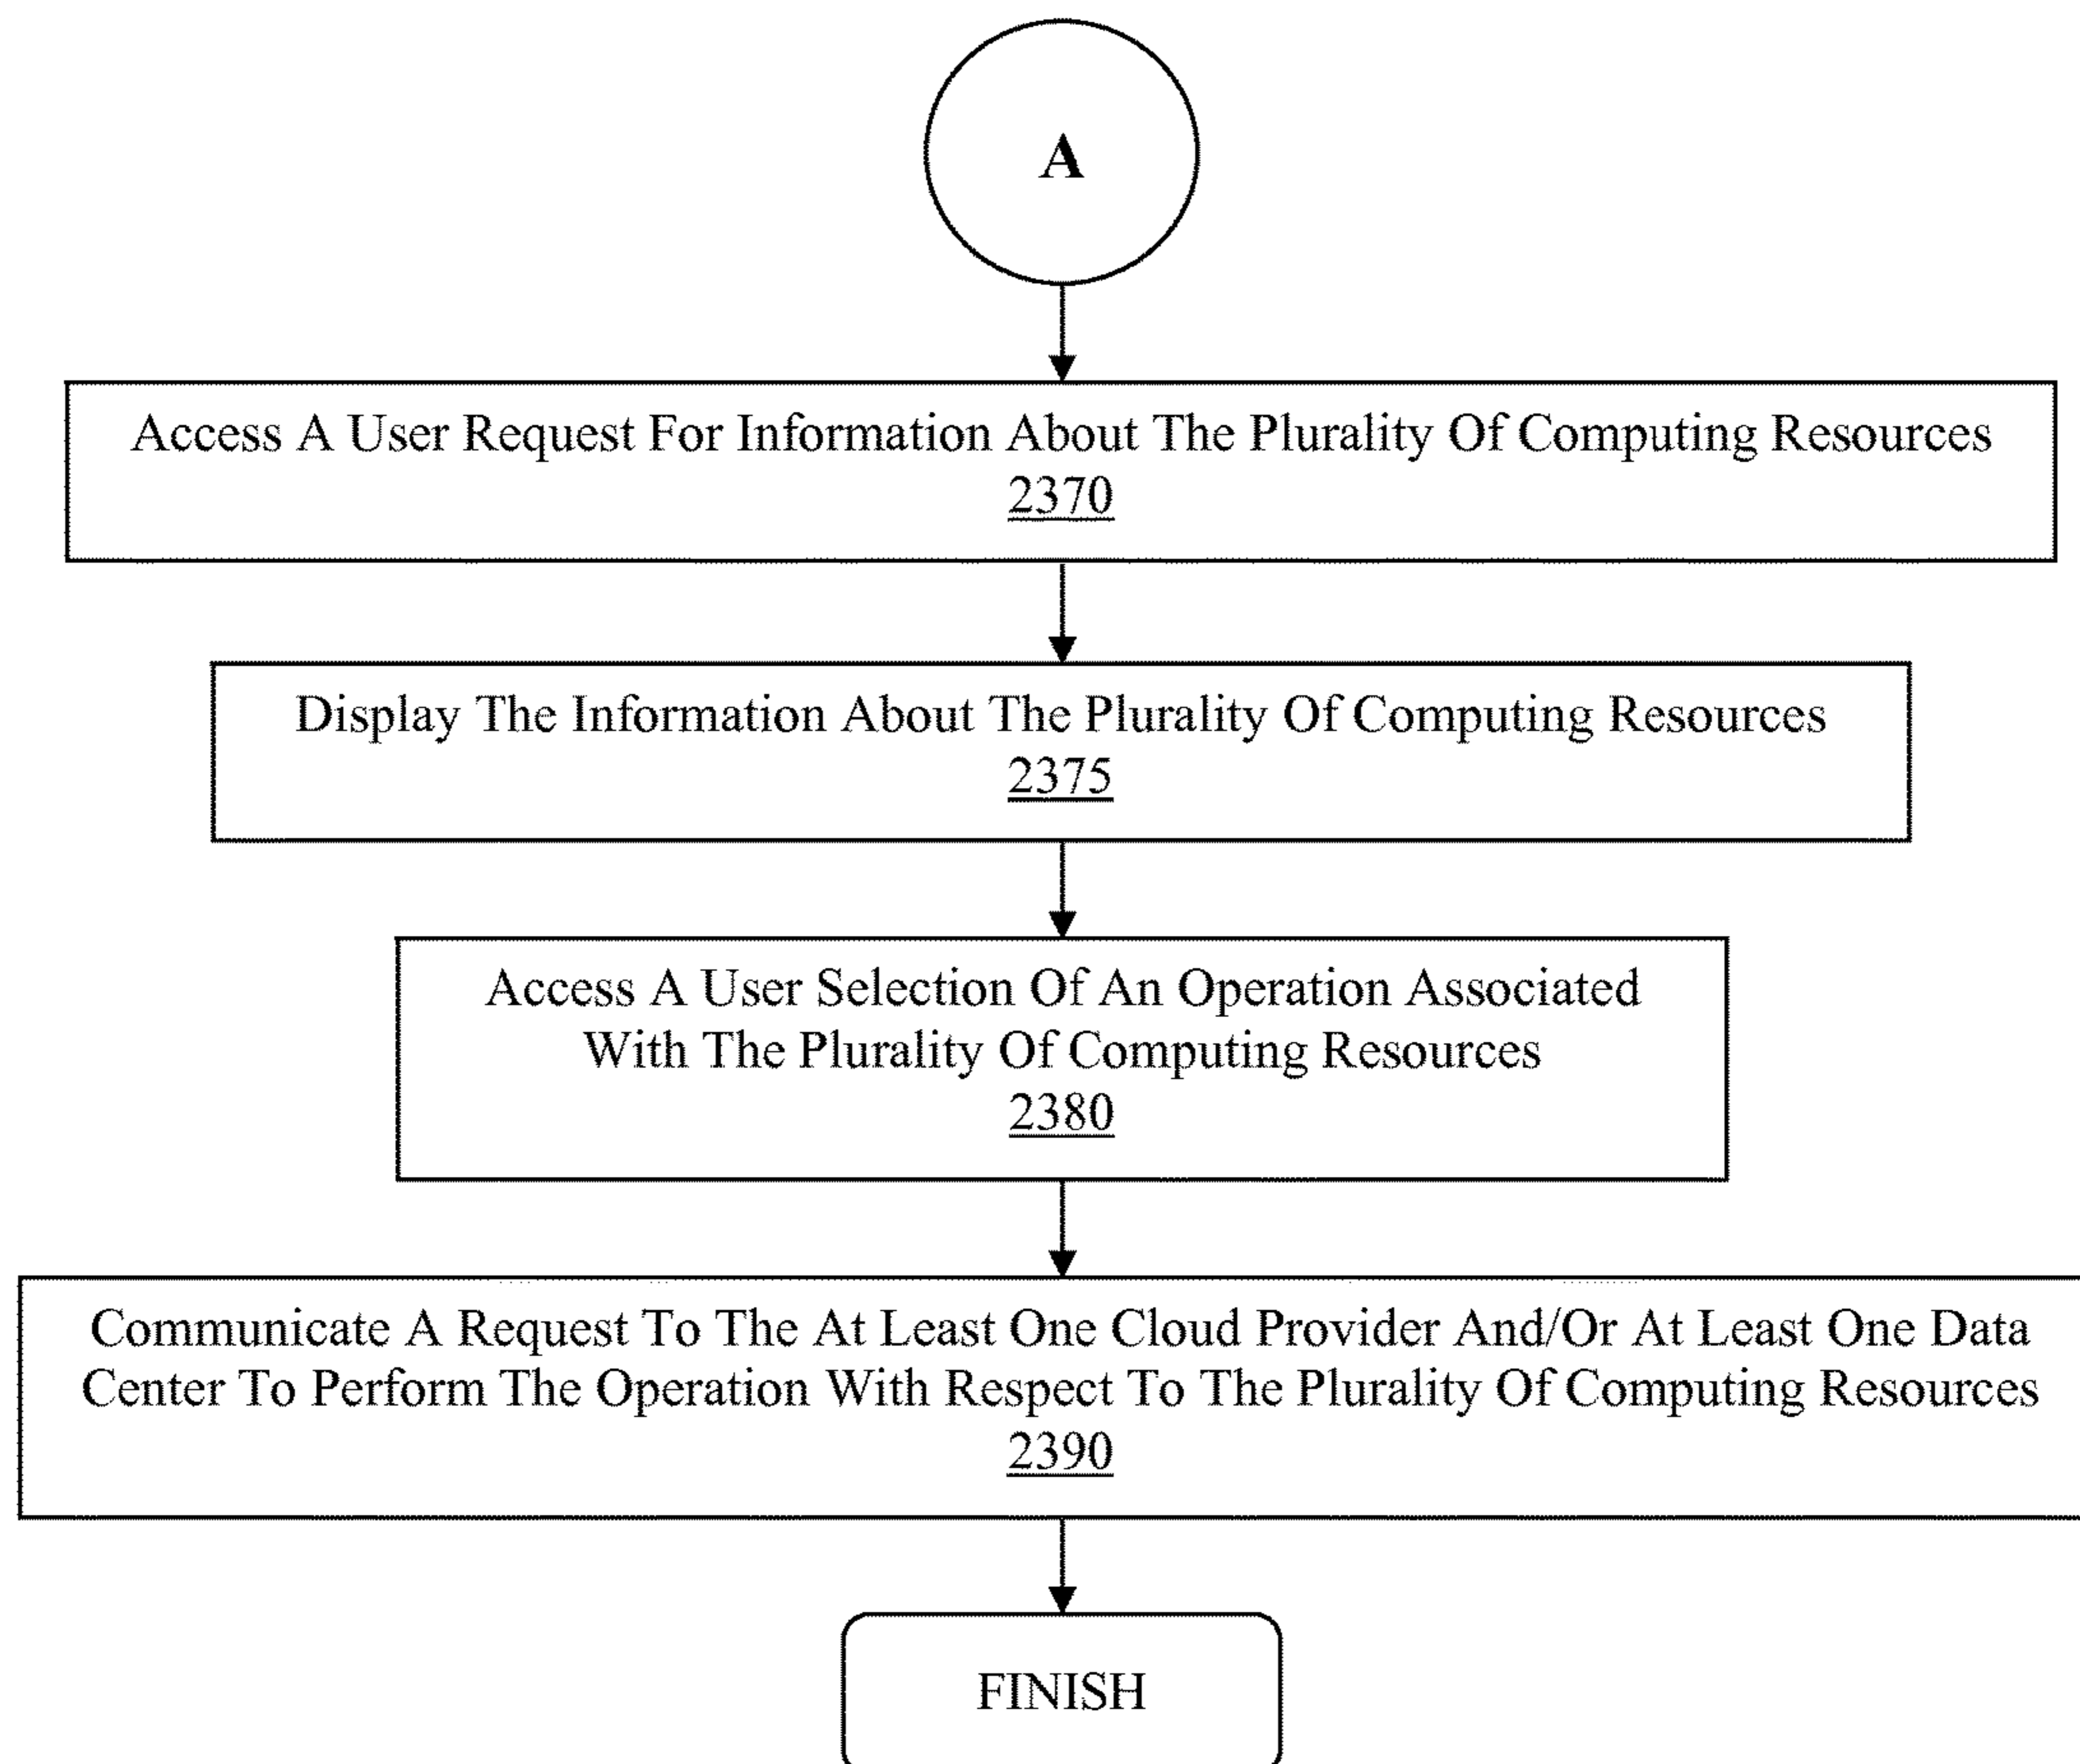 A
Access A User Request For Information About The Plurality Of Computing Resources
2370
Display The Information About The Plurality Of Computing Resources
2375
Access A User Selection Of An Operation Associated
With The Plurality Of Computing Resources
2380
Communicate A Request To The At Least One Cloud Provider And/Or At Least One Data
Center To Perform The Operation With Respect To The Plurality Of Computing Resources
2390
FINISH